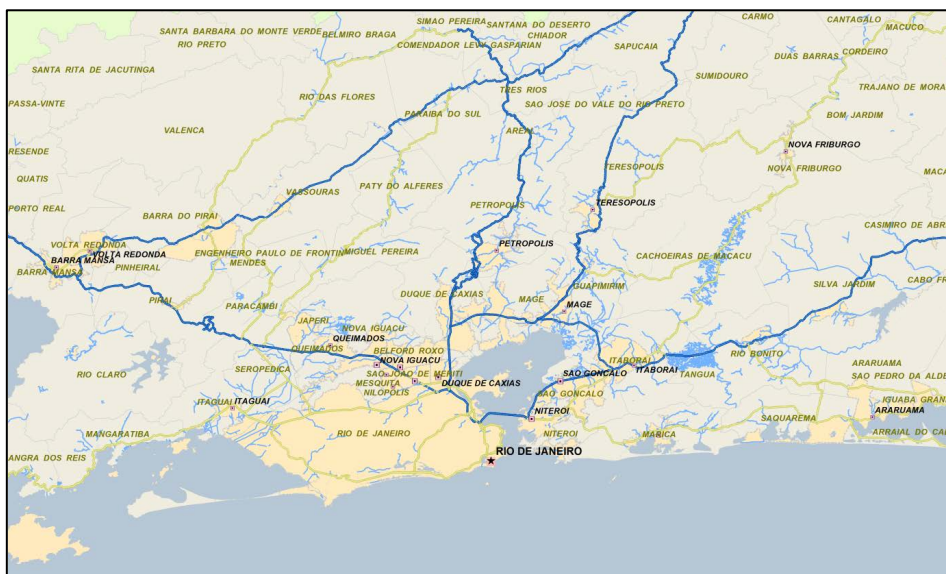 SIMAO PEREIRA
SANTANA DO DESERTO
CARMO
CANTAGALO
MACUCO
SANTA BARBARA DO MONTE VERDE
BELMIRO BRAGA
CHIADOR
RIO PRETO
COMENDADOR LEVY GASPARIAN
SAPUCAIA
CORDEIRO
DUAS BARRAS
SANTA RITA DE JACUTINGA
SUMIDOURO
TRES RIOS
TRAJANO DE MORA
RIO DAS FLORES
PASSA-VINTE
SAO JOSE DO VALE DO RIO PRETO
PARAIBA DO SUL
BOM JARDIM
VALENCA
AREAL
RESENDE
NOVA FRIBURGO
TERESOPOLIS
NOVA FRIBURGO
MACA
QUATIS
VASSOURAS
PATY DO ALFERES
PORTO REAL
PETROPOLIS
TERESOPOLIS
BARRA DO PIRAI
CASIMIRO DE ABR
VOLTA REDONDA
VOLTA REDONDA
ENGENHEIRO PAULO DE FRONTIN
MIGUEL PEREIRA
PETROPOLIS
CACHOEIRAS DE MACACU
BARRA MANSA
MENDES
PINHEIRAL
BARRA MANSA
CABO FR
SILVA JARDIM
GUAPIMIRIM
DUQUE DE CAXIAS
MAGE
PIRAI
PARACAMBI
MAGE
JAPERI
NOVA IGUACU
QUEIMADOS
QUEIMADOS
BELFORD ROXO
RIO BONITO
NOVA IGUACU
ITABORAI
ARARUAMA
RIO CLARO
SEROPEDICA
SAO JOAO DE MERITI
ITABORAI
TANGUA
MESQUITA
DUQUE DE CAXIAS
SAO GONCALO
SAO PEDRO DA ALDE
NILOPOLIS
SAO GONCALO
IGUABA GRAN
ITAGUAI
ITAGUAI
ARARUAMA
NITEROI
SAQUAREMA
MANGARATIBA
RIO DE JANEIRO
NITEROI
MARICA
ARRAIAL DO CA
ANGRA DOS REIS
RIO DE JANEIRO